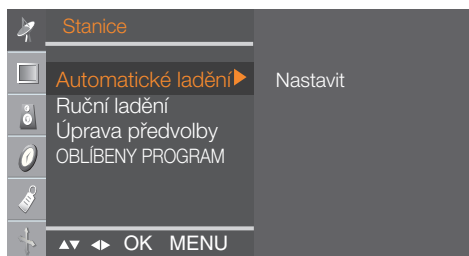 Stanice
Automatické ladění Nastavit
Ruční ladění
Úprava předvolby
OBLÍBENY PROGRAM
OK MENU